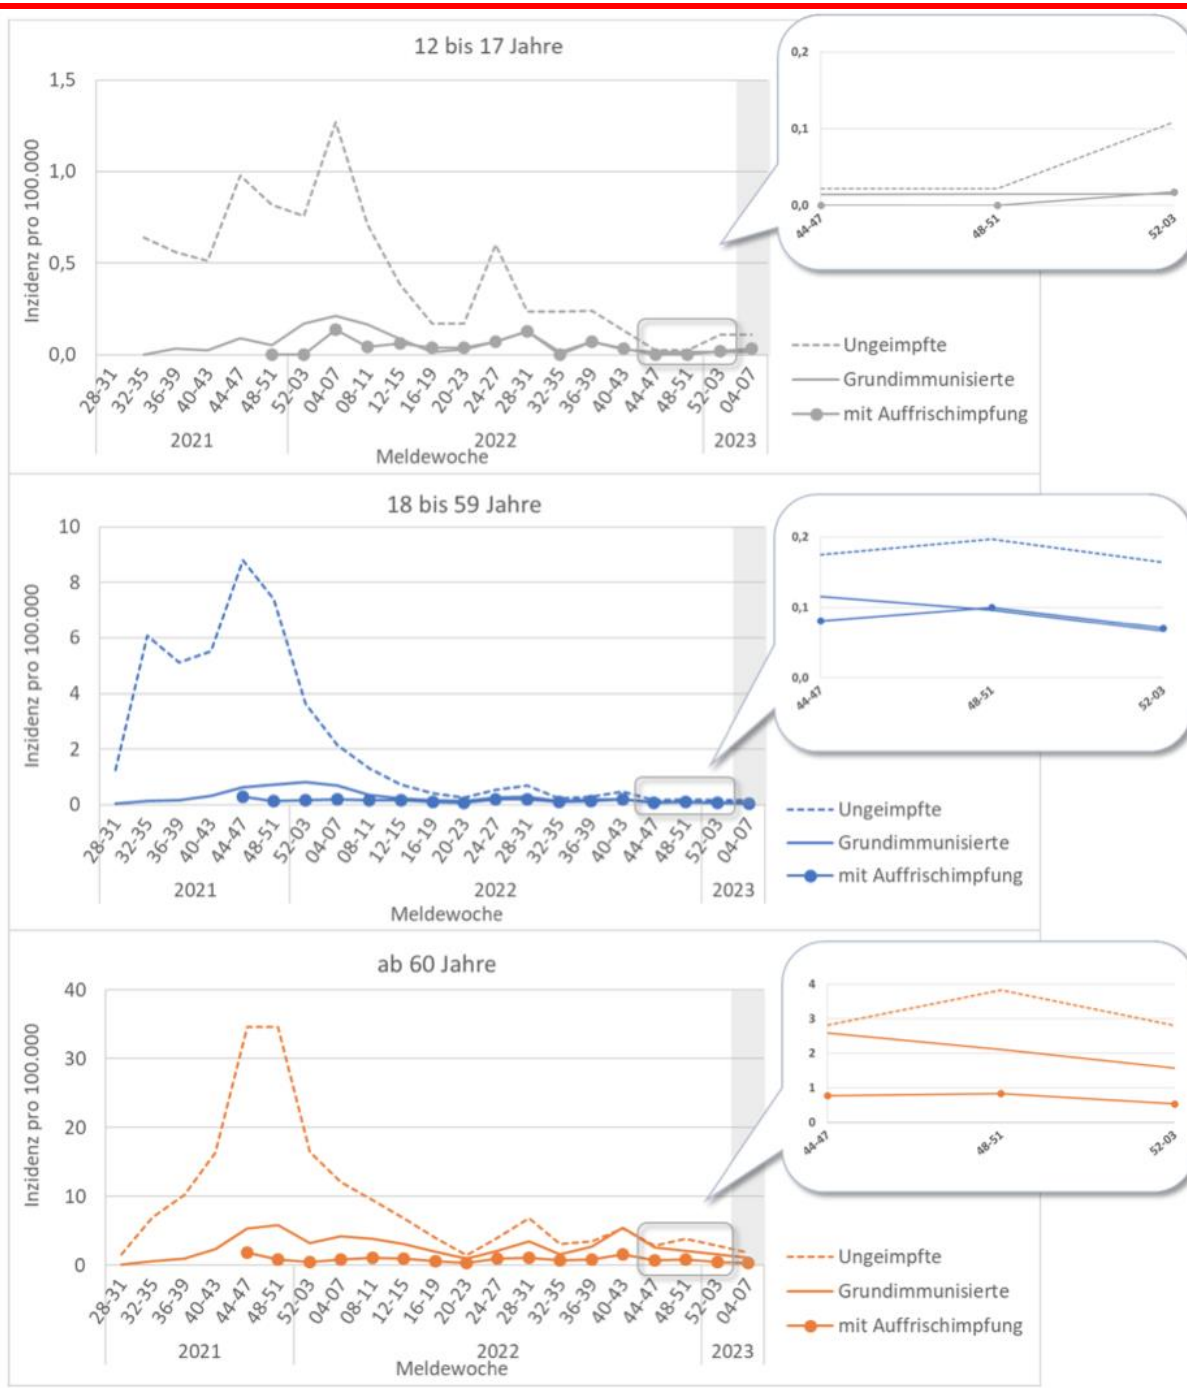 12 bis 17 Jahre
Inzidenz pro 100.000
1,5
1,0
0,5
0,0
28-31 32-35 36-39 40-43 44-47 48-51 52-03 04-07 08-11 12-15 16-19 20-23 24-27 28-31 32-35 36-39 40-43 44-47 48-51 52-03 04-07
2021 2022 2023
Meldewoche
0,2
0,1
0,0
44-47 48-51 52-03
Ungeimpfte
Grundimmunisierte
mit Auffrischimpfung
18 bis 59 Jahre
Inzidenz pro 100.000
10
8
6
4
2
0
28-31 32-35 36-39 40-43 44-47 48-51 52-03 04-07 08-11 12-15 16-19 20-23 24-27 28-31 32-35 36-39 40-43 44-47 48-51 52-03 04-07
2021 2022 2023
Meldewoche
0,2
0,1
0,0
44-47 48-51 52-03
Ungeimpfte
Grundimmunisierte
mit Auffrischimpfung
ab 60 Jahre
Inzidenz pro 100.000
40
30
20
10
0
28-31 32-35 36-39 40-43 44-47 48-51 52-03 04-07 08-11 12-15 16-19 20-23 24-27 28-31 32-35 36-39 40-43 44-47 48-51 52-03 04-07
2021 2022 2023
Meldewoche
4
3
2
1
0
44-47 48-51 52-03
Ungeimpfte
Grundimmunisierte
mit Auffrischimpfung